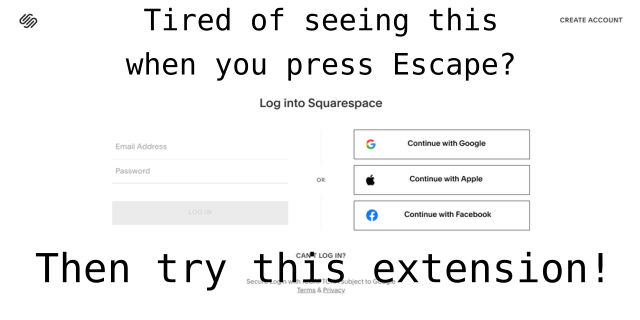 Tired of seeing this
CREATE ACCOUNT
when you press Escape?
Log into Squarespace
Email Address
Password
LOG IN
OR
Continue with Google
Continue with Apple
Continue with Facebook
CAN'T LOG IN?
Then try this extension!
Secure Login with subject to Google
Terms & Privacy